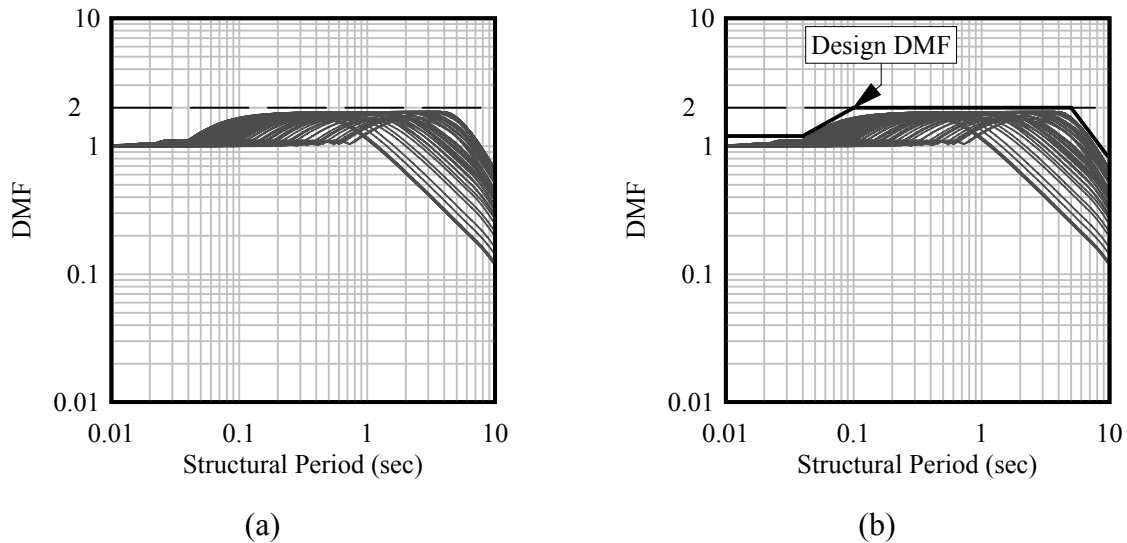 10
2
1
DMF
0.1
0.01
0.01 0.1 1 10
Structural Period (sec)
(a)
10
Design DMF
2
1
DMF
0.1
0.01
0.01 0.1 1 10
Structural Period (sec)
(b)